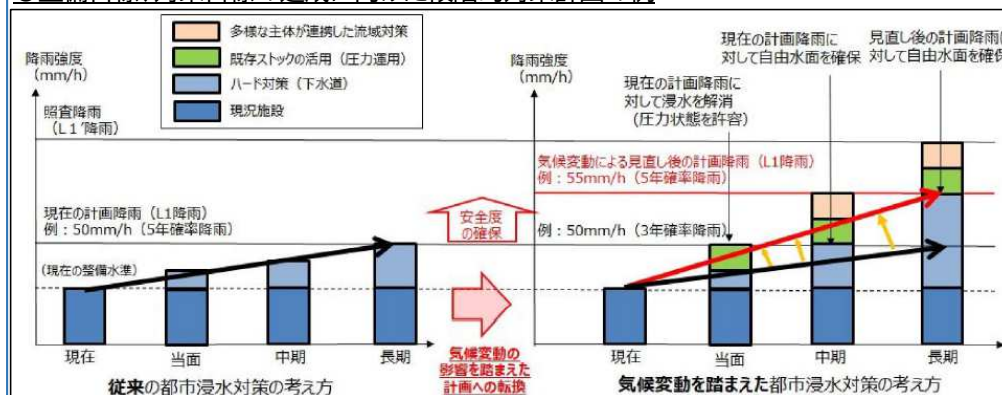 多様な主体が連携した流域対策
既存ストックの活用（圧力運用）
ハード対策（下水道）
現況施設
降雨強度
（mm/h）
照査降雨
（L1’降雨）
現在の計画降雨（L1降雨）
例：50mm/h（5年確率降雨）
（現在の整備水準）
現在
当面
中期
長期
従来の都市浸水対策の考え方
安全度
の確保
気候変動の
影響を踏まえた
計画への転換
降雨強度
（mm/h）
現在の計画降雨に
対して浸水を解消
（圧力状態を許容）
現在の計画降雨に
対して自由水面を確保
見直し後の計画降雨に
対して自由水面を確保
気候変動による見直し後の計画降雨（L1降雨）
例：55mm/h（5年確率降雨）
例：50mm/h（3年確率降雨）
現在
当面
中期
長期
気候変動を踏まえた都市浸水対策の考え方